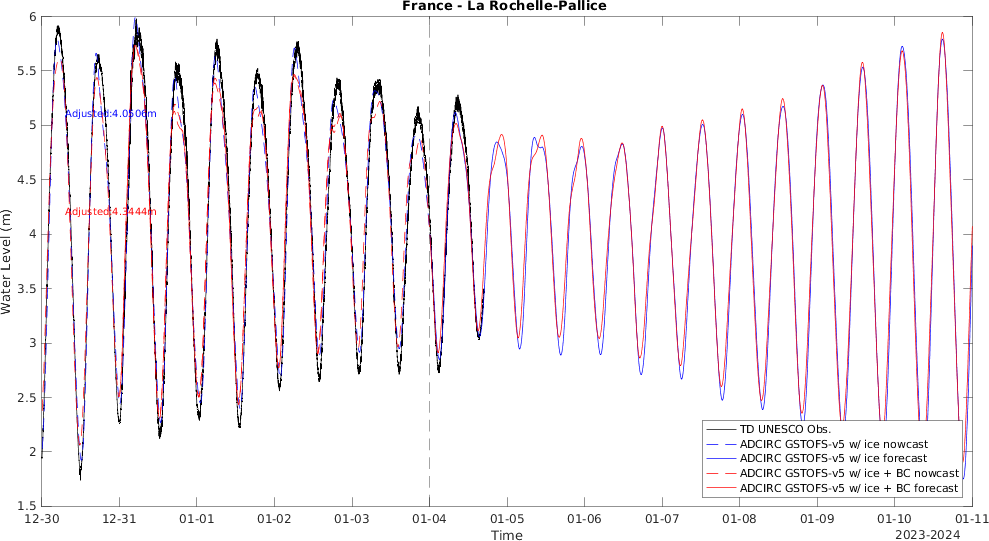 France - La Rochelle-Pallice
Water Level (m)
6
5.5
5
4.5
4
3.5
3
2.5
2
1.5
Adjusted:4.0506m
Adjusted:4.3444m
TD UNESCO Obs.
ADCIRC GSTOFS-v5 w/ ice nowcast
ADCIRC GSTOFS-v5 w/ ice forecast
ADCIRC GSTOFS-v5 w/ ice + BC nowcast
ADCIRC GSTOFS-v5 w/ ice + BC forecast
12-30 12-31 01-01 01-02 01-03 01-04 01-05 01-06 01-07 01-08 01-09 01-10 01-11
Time
2023-2024